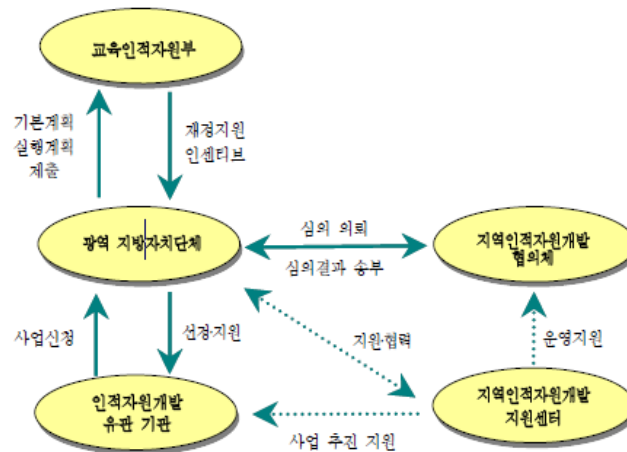 교육인적자원부
기본계획
실행계획
제출
재정지원
인센티브
광역 지방자치단체
심의 의뢰
심의결과 송부
지역인적자원개발
협의체
사업신청
선정·지원
지원·협력
운영지원
인적자원개발
유관 기관
사업 추진 지원
지역인적자원개발
지원센터